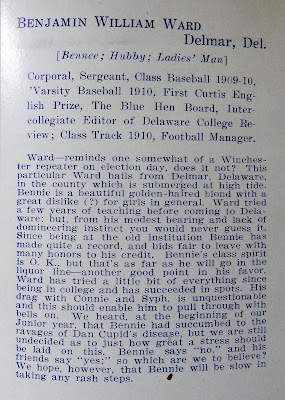 BENJAMIN WILLIAM WARD
Delmar, Del.
[Bennee; Hubby; Ladies' Man]
Corporal, Sergeant, Class Baseball 1909-10,
'Varsity Baseball 1910, First Curtis Eng-
lish Prize, The Blue Hen Board, Inter-
collegiate Editor of Delaware College Re-
view; Class Track 1910, Football Manager.
Ward—reminds one somewhat of a Winches-
ter repeater on election day, does it not? This
particular Ward hails from Delmar, Delaware,
in the county which is submerged at high tide.
Bennie is a beautiful golden-haired blond with a
great dislike (?) for girls in general. Ward tried
a few years of teaching before coming to Dela-
ware; but, from his modest bearing and lack of
domineering instinct you would never guess it.
Since being at the old institution Bennie has
made quite a record, and bids fair to leave with
many honors to his credit. Bennie's class spirit
is O. K., but that's as far as he will go in the
liquor line—another good point in his favor.
Ward has tried a little bit of everything since
being in college and has succeeded in spots. His
drag with Connie and Syph. is unquestionable
and this should enable him to pull through with
bells on. We heard, at the beginning of our
Junior year, that Bennie had succumbed to the
ravages of Dan Cupid's disease, but we are still
undecided as to just how great a stress should
be laid on this. Bennie says "no," and his
friends say "yes;" so which are we to believe?
We hope, however, that Bennie will be slow in
taking any rash steps.